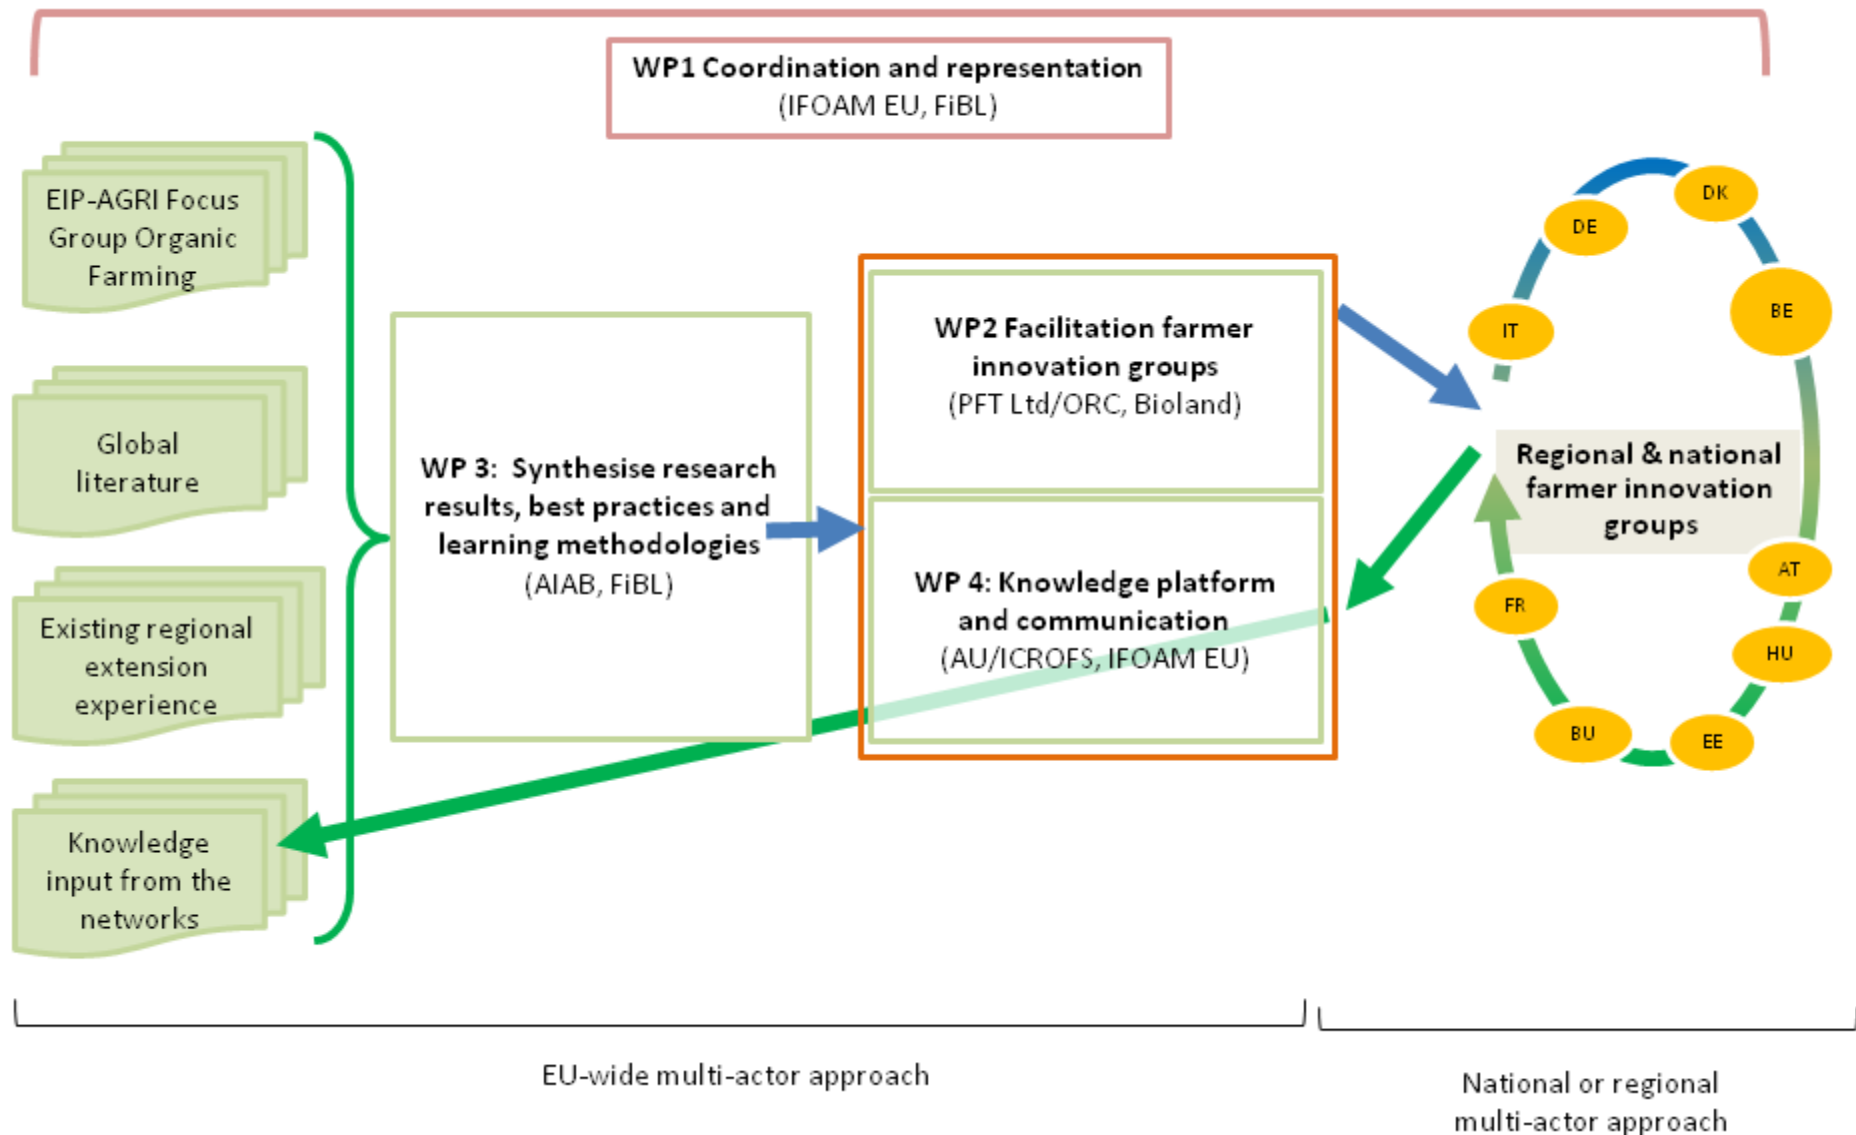 WP1 Coordination and representation
(IFOAM EU, FiBL)
EIP-AGRI Focus
Group Organic
Farming
Global
literature
Existing regional
extension
experience
Knowledge
input from the
networks
WP 3:  Synthesise research
results, best practices and
learning methodologies
(AIAB, FiBL)
WP2 Facilitation farmer
innovation groups
(PFT Ltd/ORC, Bioland)
WP 4: Knowledge platform
and communication
(AU/ICROFS, IFOAM EU)
DK
DE
BE
IT
Regional & national
farmer innovation
groups
AT
FR
HU
BU
EE
EU-wide multi-actor approach
National or regional
multi-actor approach